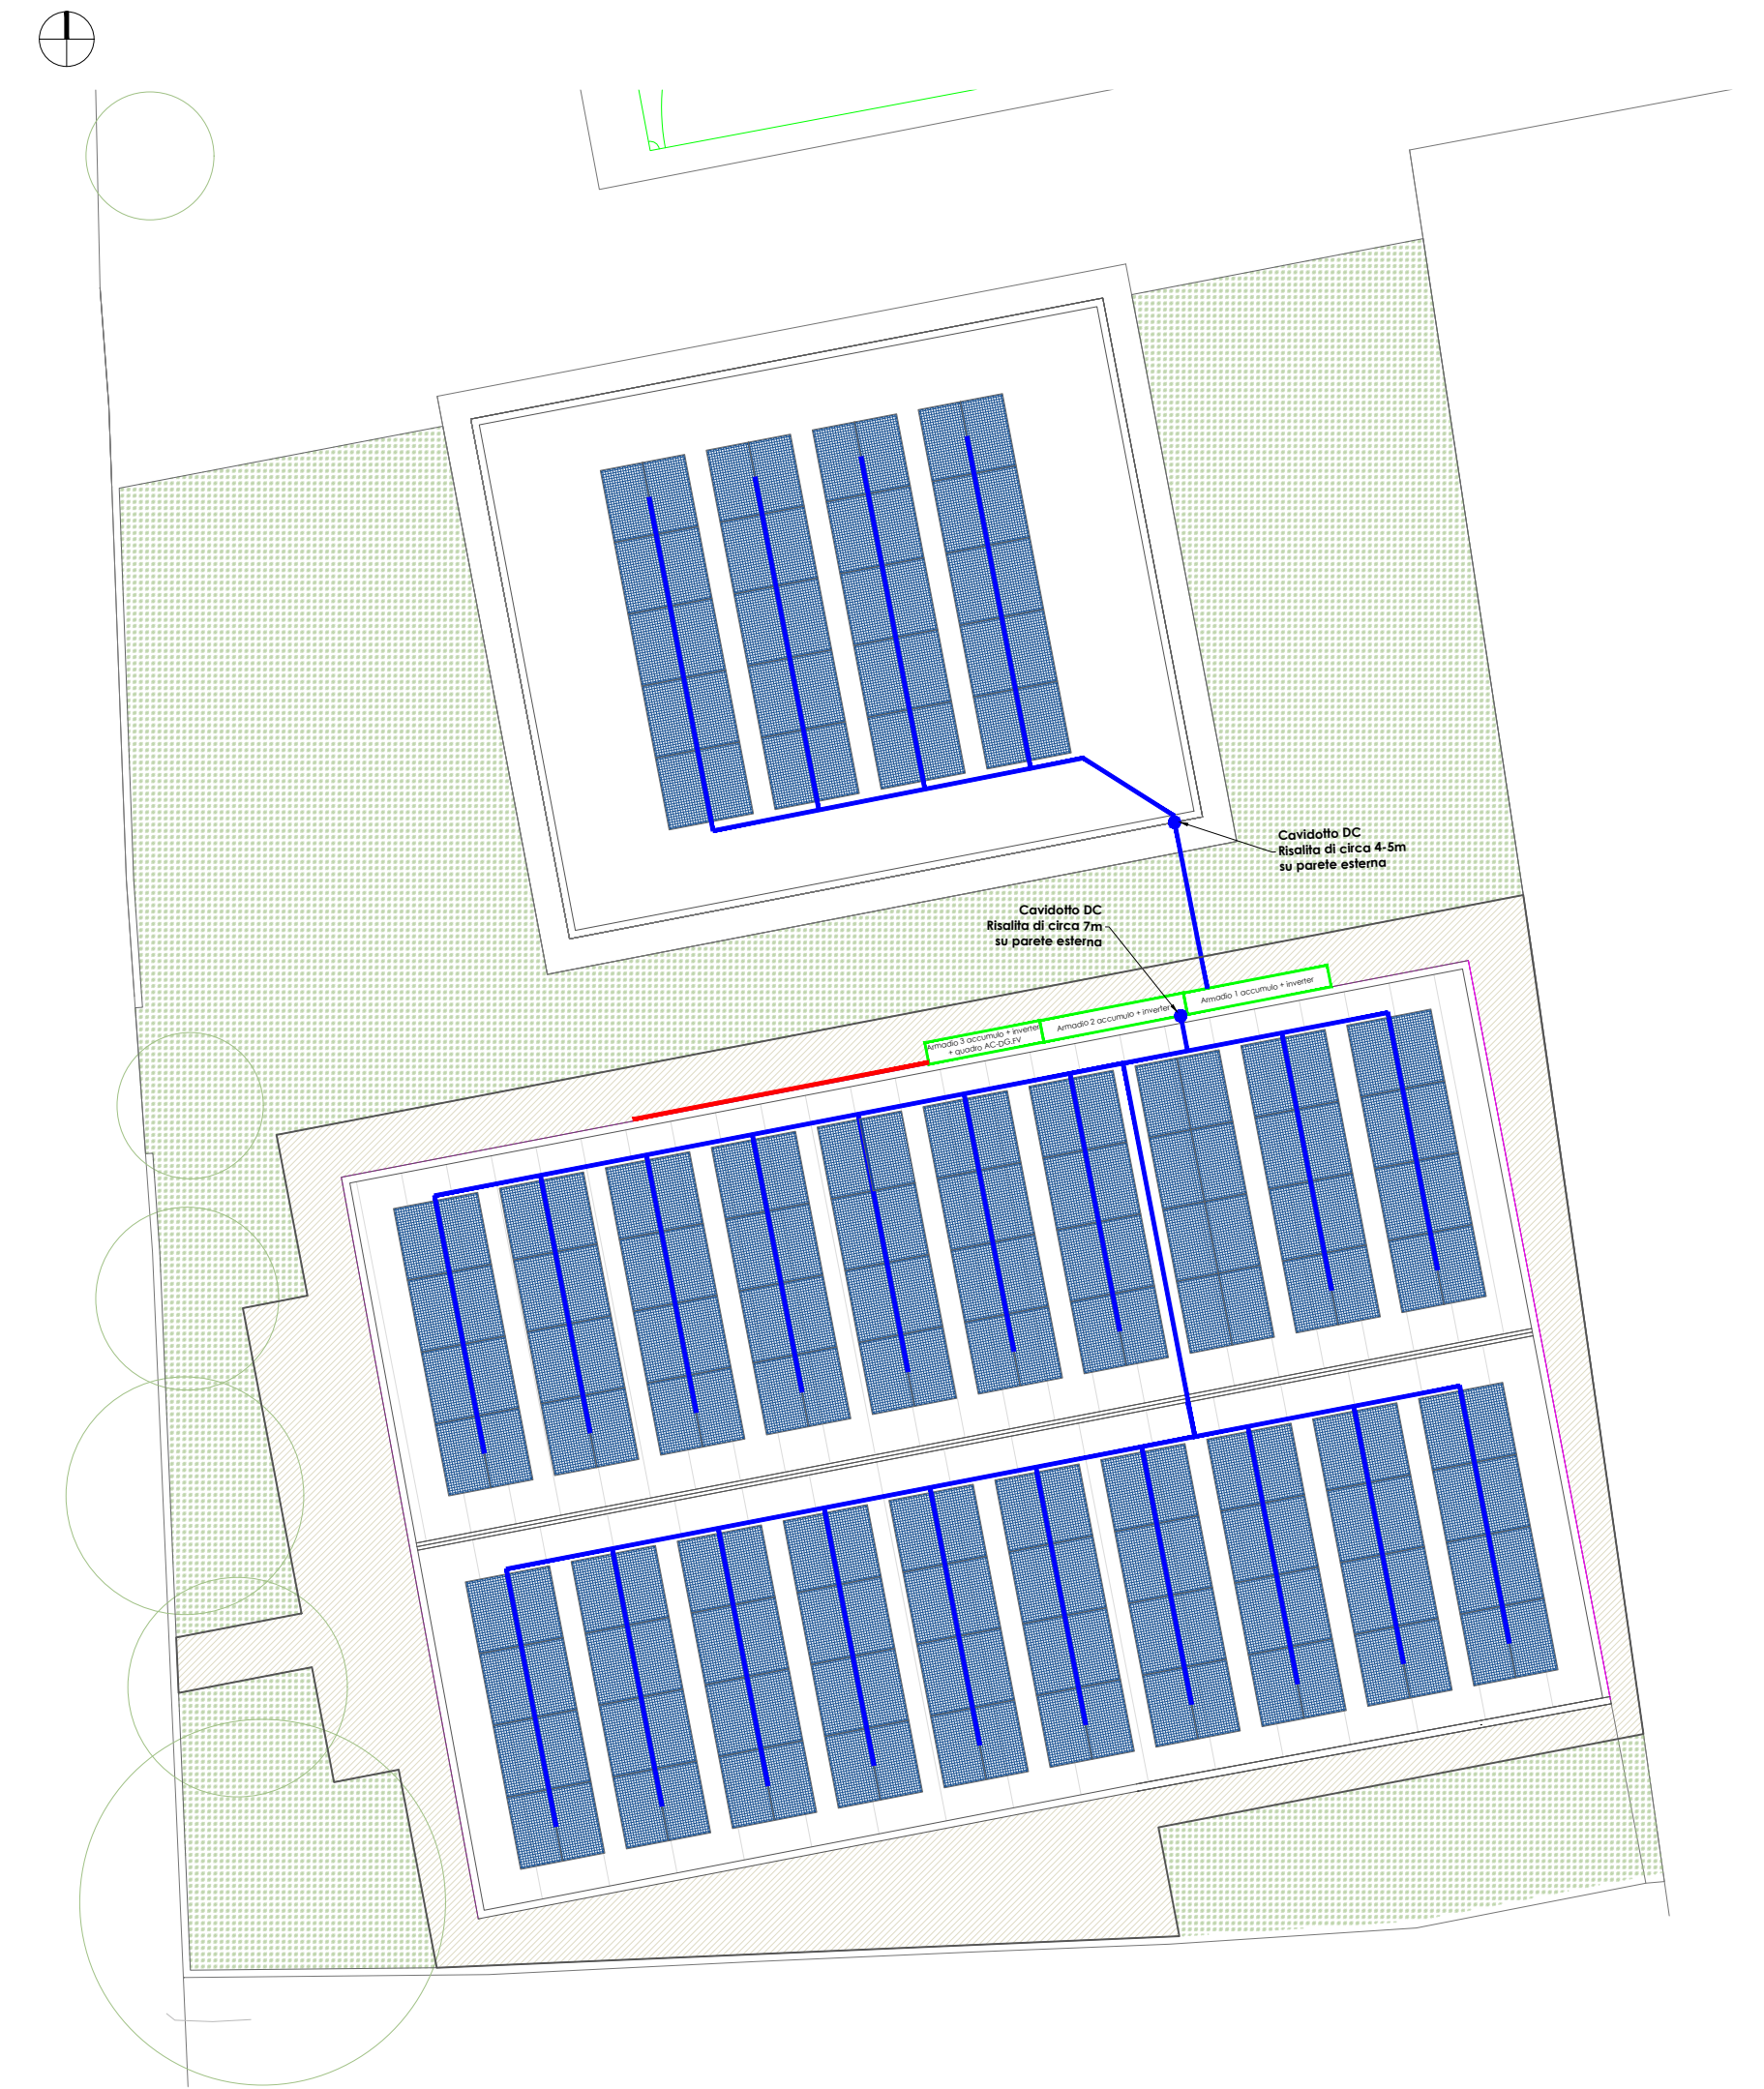 Cavidotto DC
Risalita di circa 4-5m
su parete esterna
Cavidotto DC
Risalita di circa 7m
su parete esterna
Armadio 1 accumulo + inverter
Armadio 2 accumulo + inverter
Armadio 3 accumulo + inverter
+ quadro AC-DG.FV